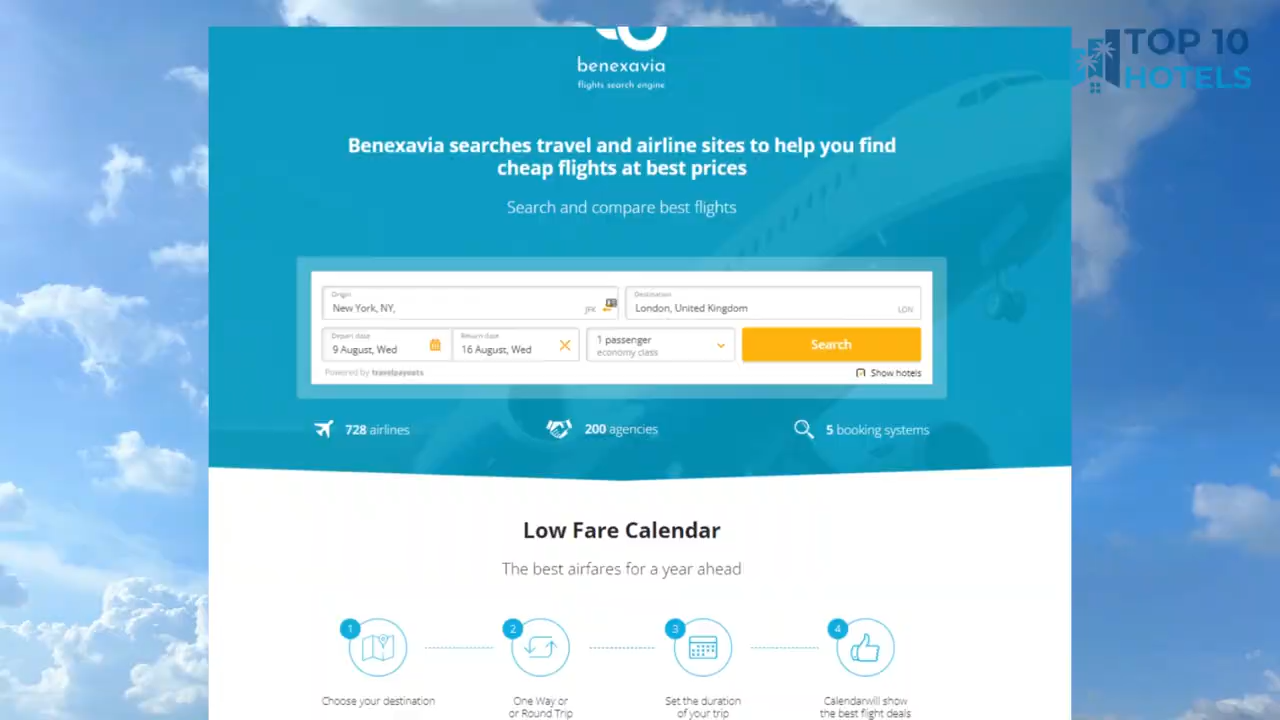 TOP 10
HOTELS
benexavia
flights search engine
Benexavia searches travel and airline sites to help you find
cheap flights at best prices
Search and compare best flights
Origin
New York, NY,
JFK
Destination
London, United Kingdom
LON
Depart date
9 August, Wed
Return date
16 August, Wed
1 passenger
economy class
Search
Powered by travelpayouts
Show hotels
728 airlines
200 agencies
5 booking systems
Low Fare Calendar
The best airfares for a year ahead
1
2
3
4
Choose your destination
One Way or
or Round Trip
Set the duration
of your trip
Calendarwill show
the best flight deals